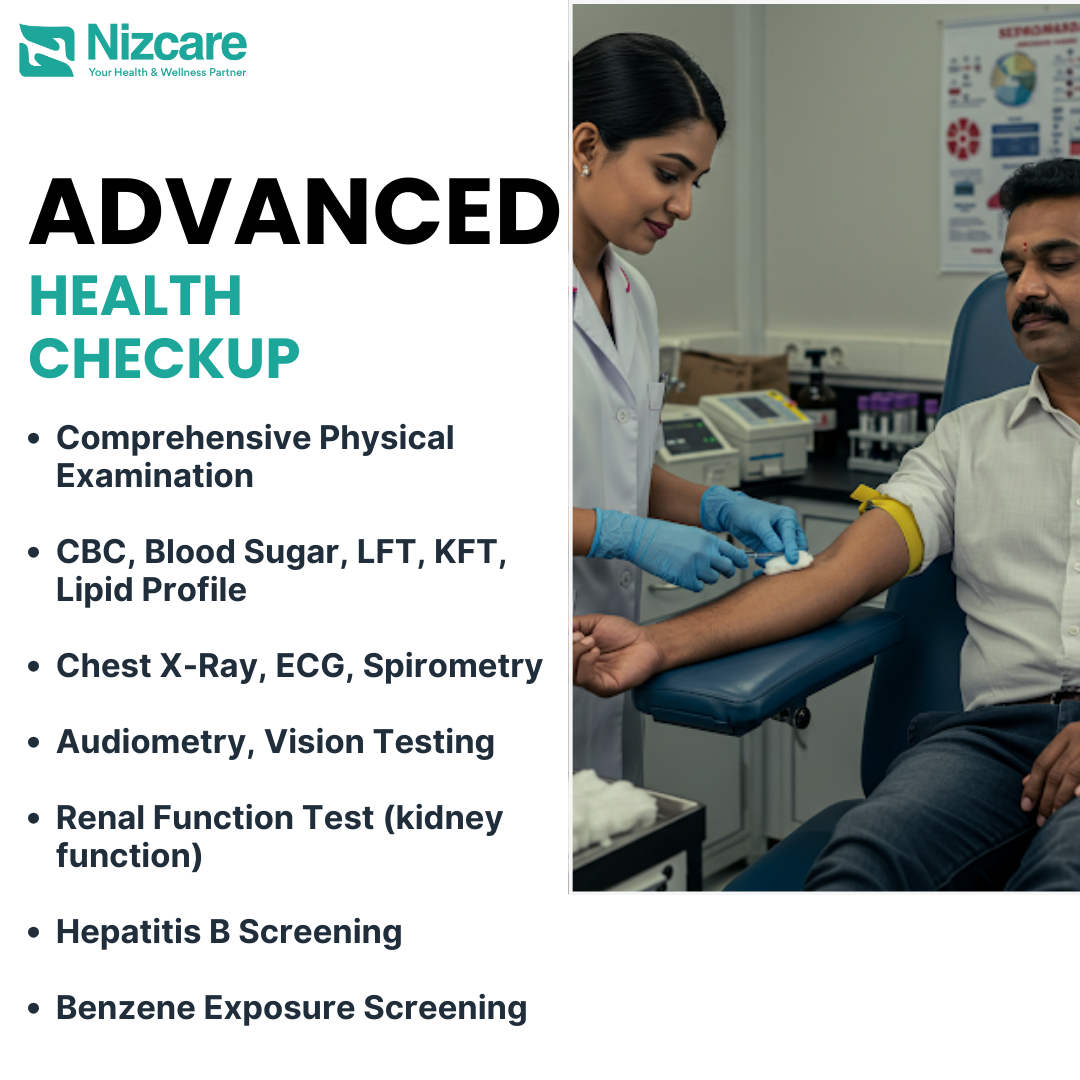 Nizcare
Your Health & Wellness Partner
ADVANCED
HEALTH
CHECKUP
• Comprehensive Physical
Examination
• CBC, Blood Sugar, LFT, KFT,
Lipid Profile
• Chest X-Ray, ECG, Spirometry
• Audiometry, Vision Testing
• Renal Function Test (kidney
function)
• Hepatitis B Screening
• Benzene Exposure Screening